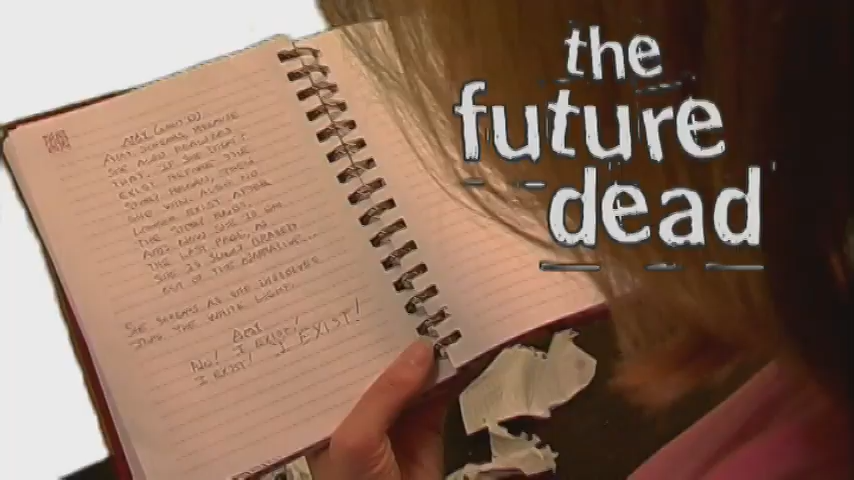 AMY (CONT'D)
AMY SCREAMS, BECAUSE
SHE ALSO REALIZES
THAT, IF SHE DIDN'T
EXIST BEFORE THE
STORY BEGAN, THEN
SHE WILL ALSO NO
LONGER EXIST AFTER
THE STORY ENDS.
AND NOW SHE IS ON
THE LAST PAGE, AS
SHE IS
OUT OF THE NARRATIVE...
SHE SCREAMS AS SHE DISSOLVES
INTO THE WHITE LIGHT.
AMY
NO! I EXIST!
I EXIST! I EXIST!
the
future
dead